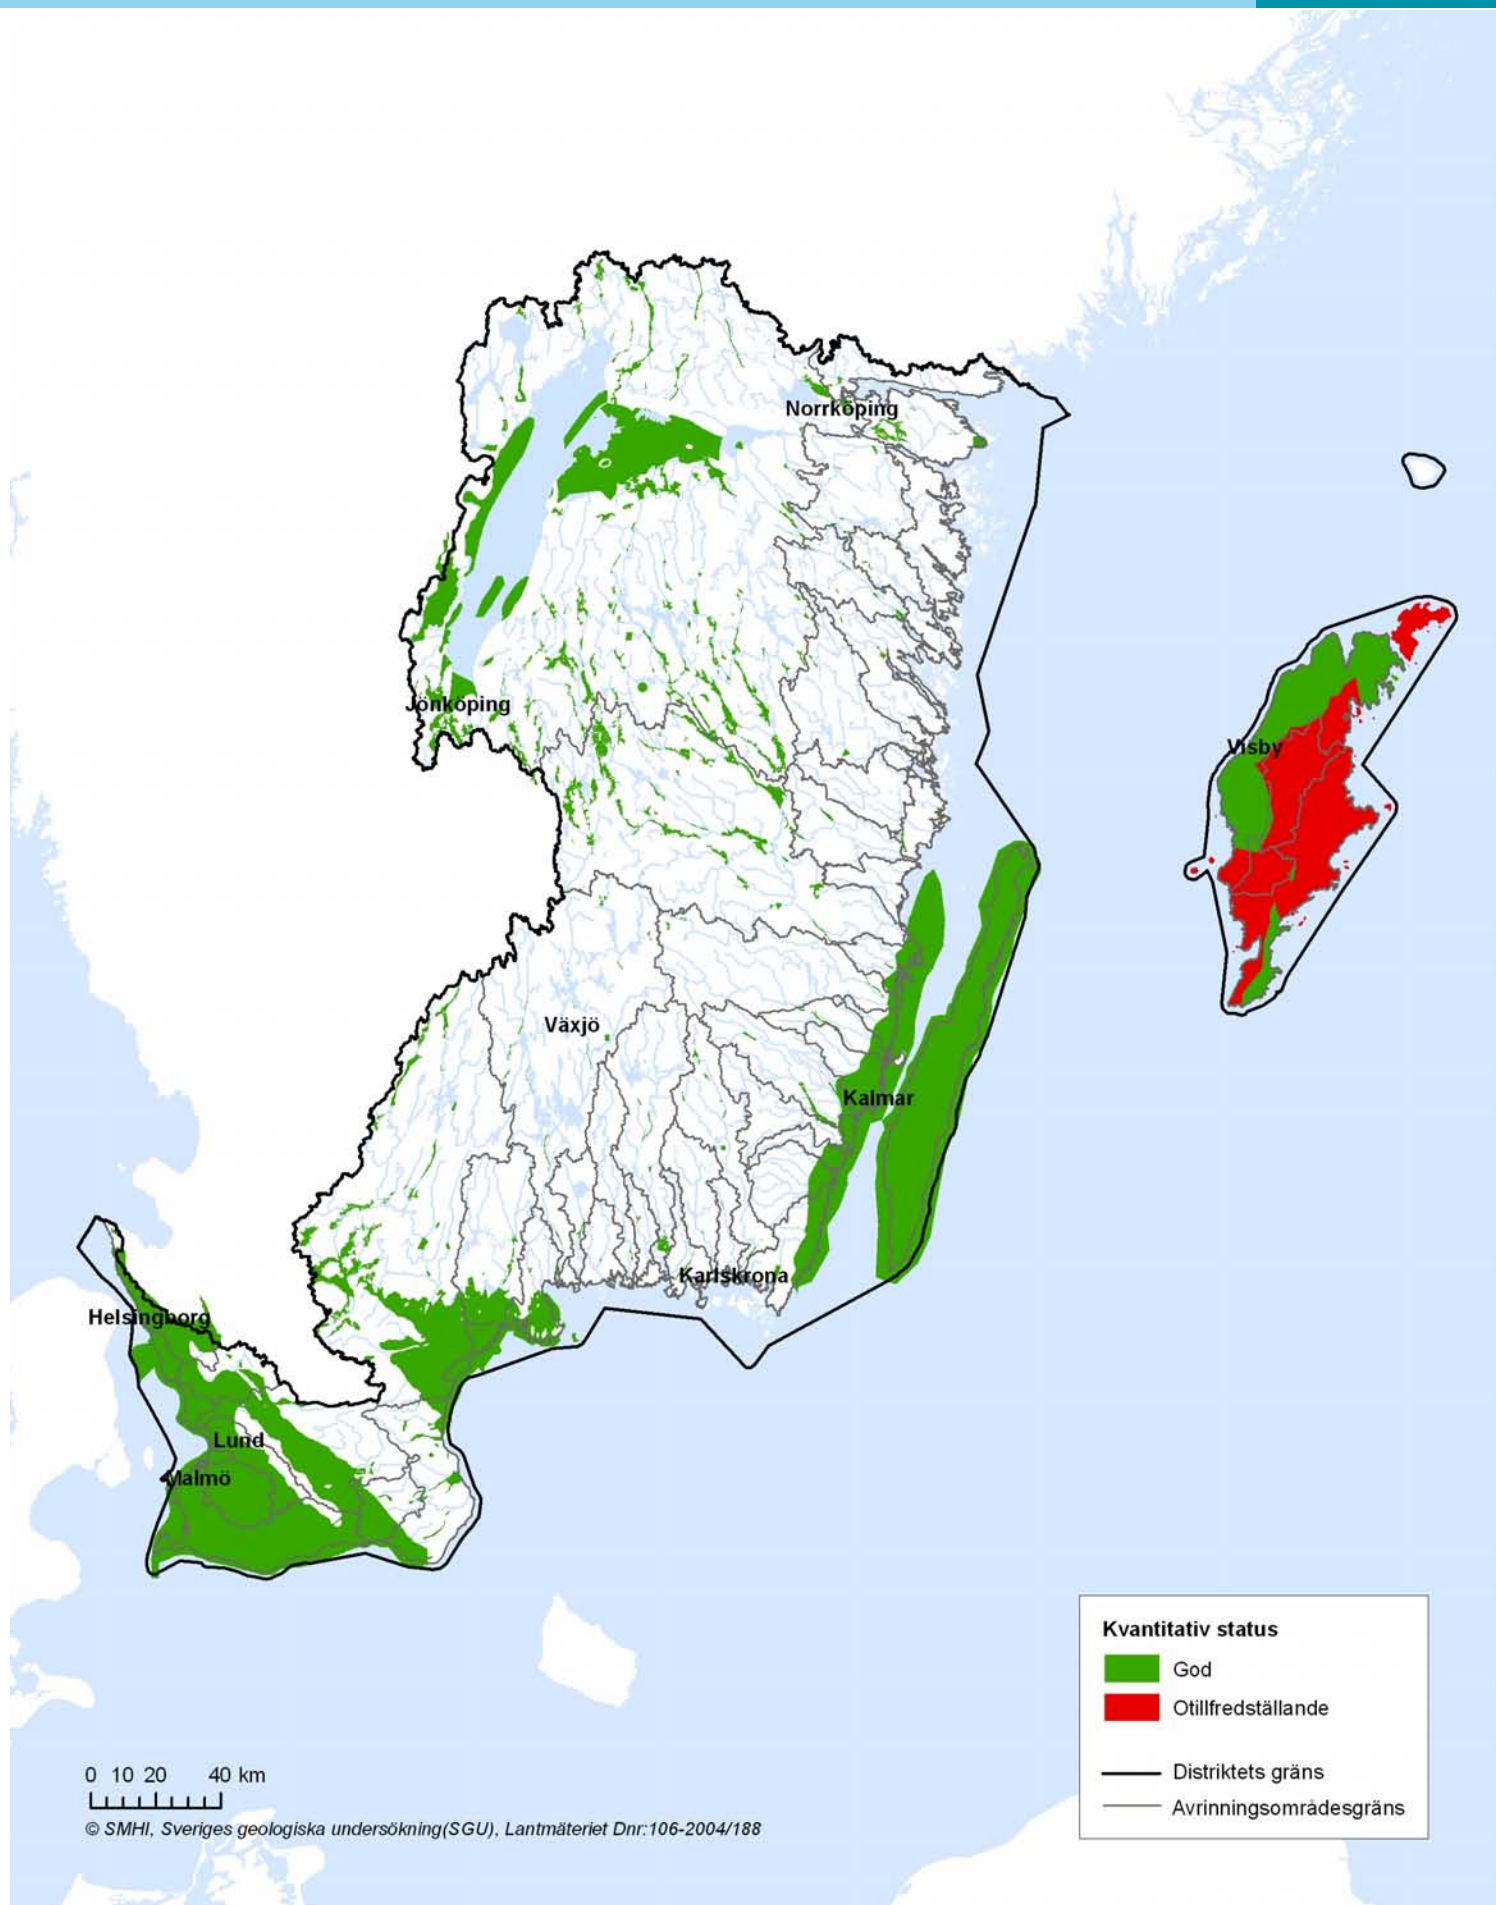 Norrköping
Jönköping
Visby
Växjö
Kalmar
Karlskrona
Helsingborg
Lund
Malmö
Kvantitativ status
God
Otillfredställande
Distriktets gräns
Avrinningsområdesgräns
0 10 20 40 km
© SMHI, Sveriges geologiska undersökning(SGU), Lantmäteriet Dnr:106-2004/188